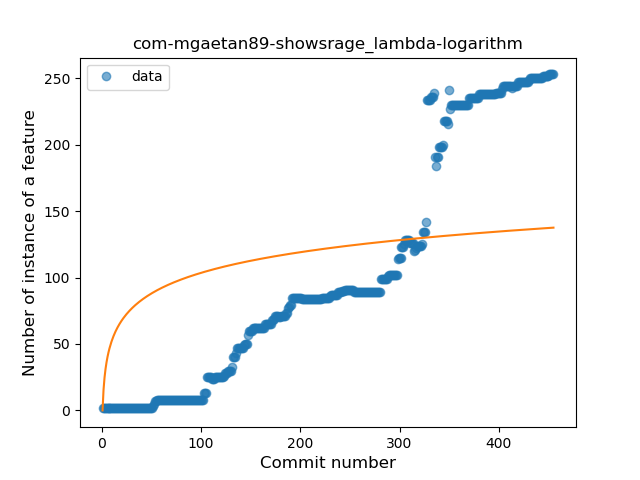 com-mgaetan89-showsrage_lambda-logarithm
data
Number of instance of a feature
250
200
150
100
50
0
0 100 200 300 400
Commit number